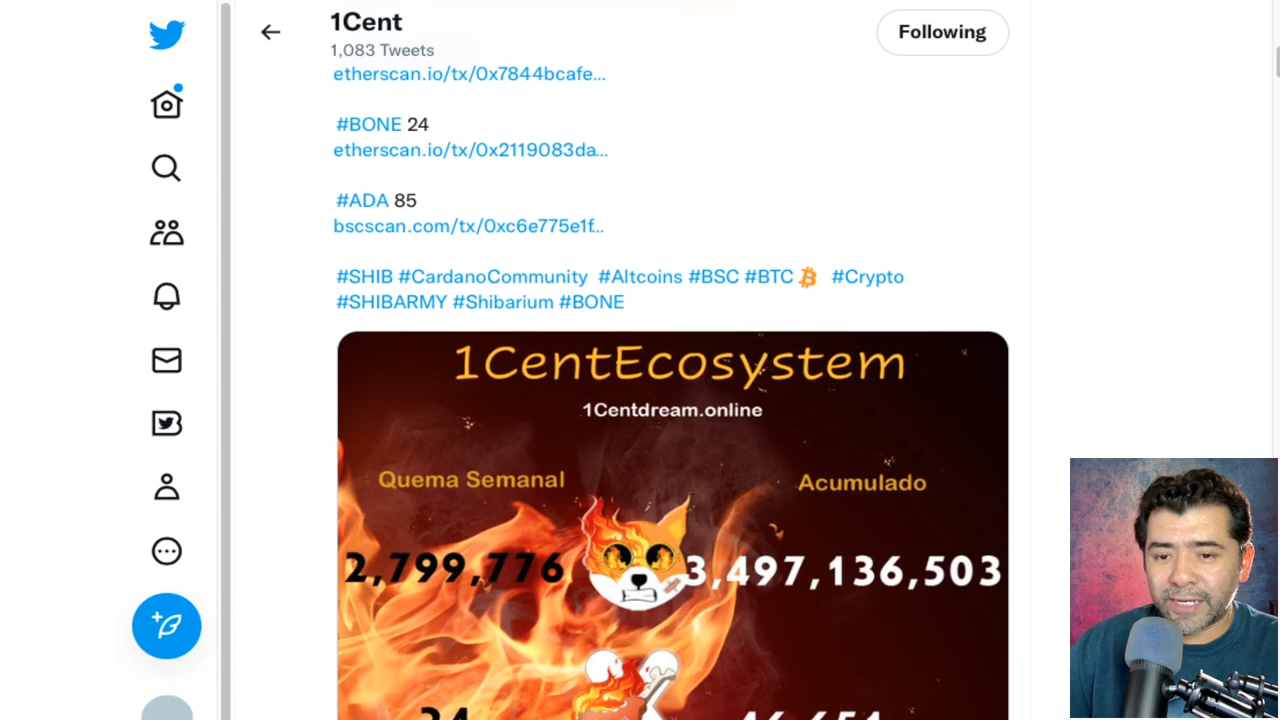 1Cent
1,083 Tweets
Following
etherscan.io/tx/0x7844bcafe...
#BONE 24
etherscan.io/tx/0x2119083da...
#ADA 85
bscscan.com/tx/0xc6e775e1f...
#SHIB #CardanoCommunity #Altcoins #BSC #BTC #Crypto
#SHIBARMY #Shibarium #BONE
1CentEcosystem
1Centdream.online
Quema Semanal
Acumulado
2,799,776
3,497,136,503
24